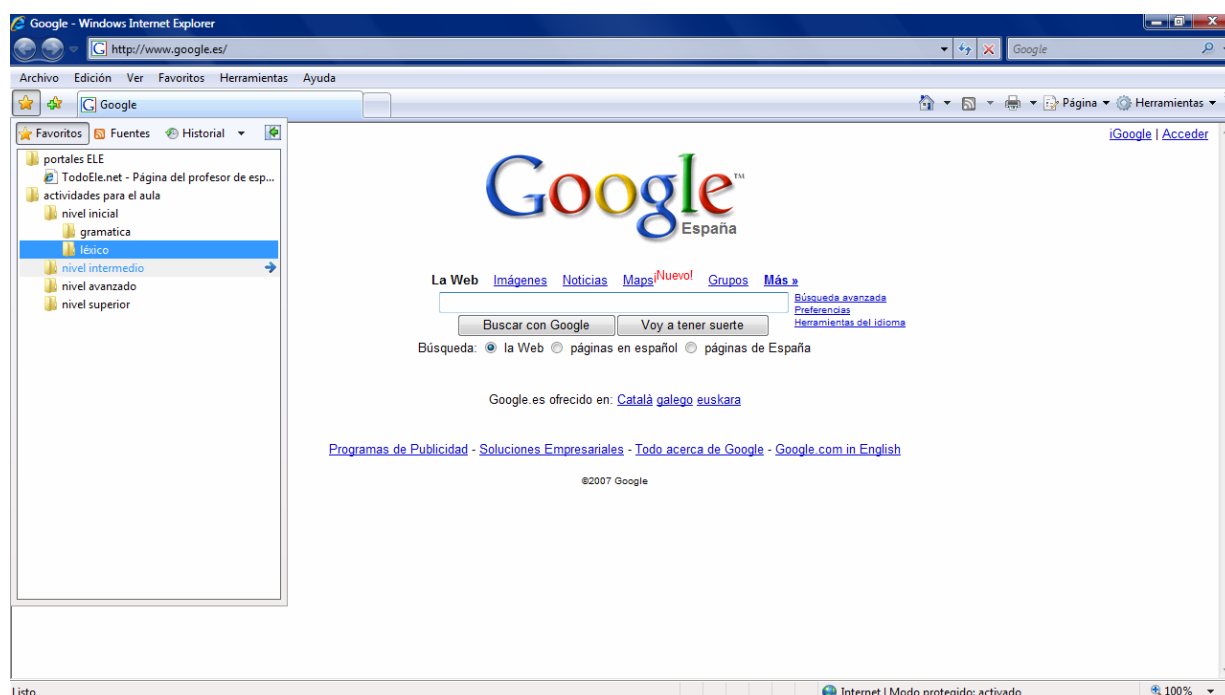 Google - Windows Internet Explorer
http://www.google.es/ Google
Archivo Edición Ver Favoritos Herramientas Ayuda
Google Página Herramientas
Favoritos Fuentes Historial
iGoogle | Acceder
portales ELE
TodoEle.net - Página del profesor de esp...
actividades para el aula
nivel inicial
gramatica
léxico
nivel intermedio
nivel avanzado
nivel superior
Google TM
España
La Web Imágenes Noticias Maps ¡Nuevo! Grupos Más »
Búsqueda avanzada
Preferencias
Herramientas del idioma
Buscar con Google Voy a tener suerte
Búsqueda: la Web páginas en español páginas de España
Google.es ofrecido en: Català galego euskara
Programas de Publicidad - Soluciones Empresariales - Todo acerca de Google - Google.com in English
©2007 Google
Listo Internet | Modo protegido: activado 100%